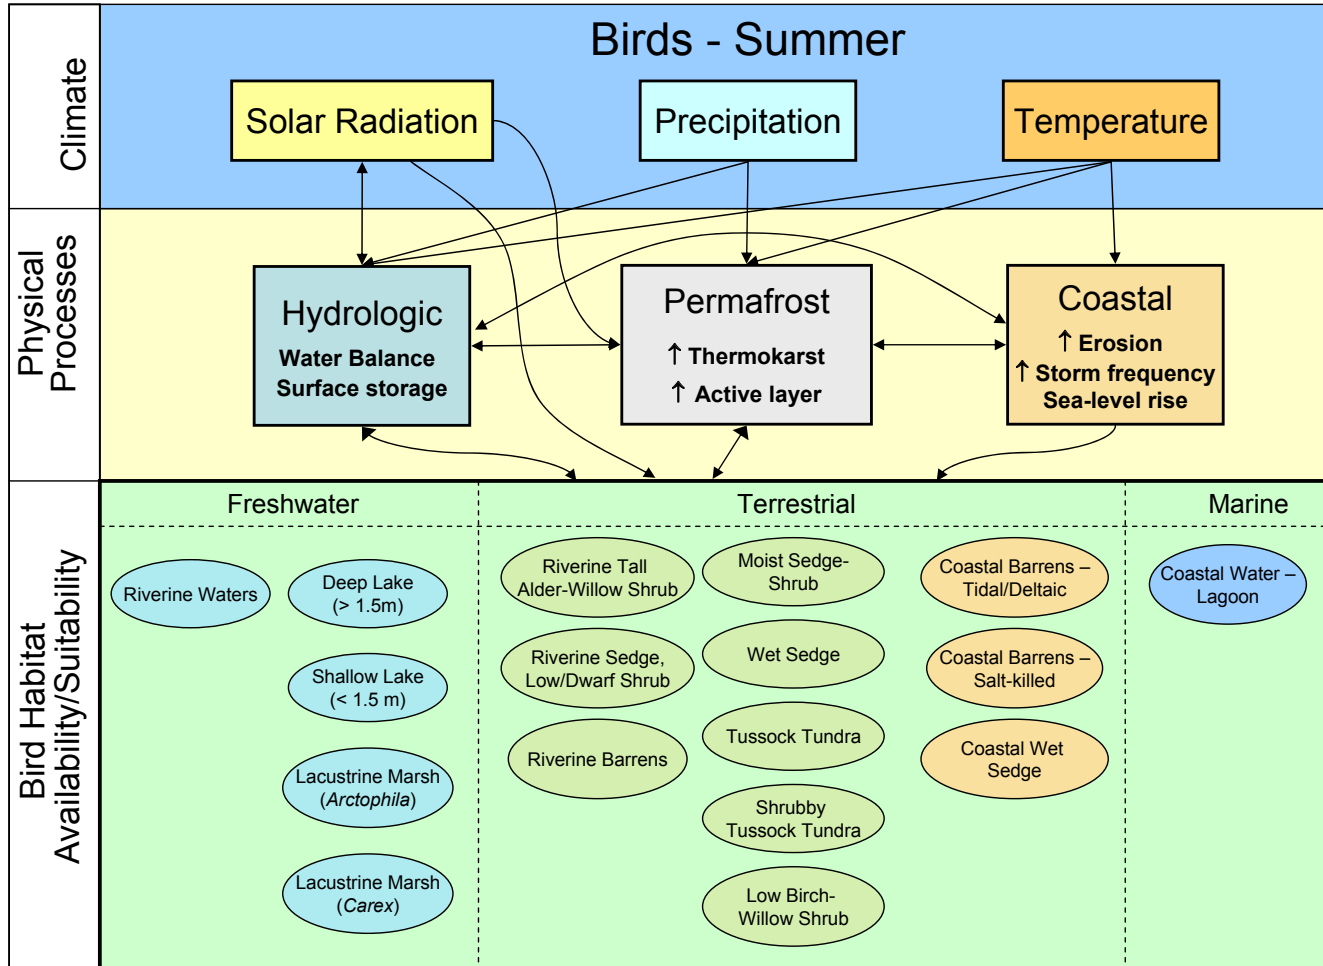 Birds - Summer
Climate
Solar Radiation
Precipitation
Temperature
Physical
Processes
Hydrologic
Water Balance
Surface storage
Permafrost
↑ Thermokarst
↑ Active layer
Coastal
↑ Erosion
↑ Storm frequency
Sea-level rise
Bird Habitat
Availability/Suitability
Freshwater
Terrestrial
Marine
Riverine Waters
Deep Lake
(> 1.5m)
Shallow Lake
(< 1.5 m)
Lacustrine Marsh
(Arctophila)
Lacustrine Marsh
(Carex)
Riverine Tall
Alder-Willow Shrub
Riverine Sedge,
Low/Dwarf Shrub
Riverine Barrens
Moist Sedge-
Shrub
Wet Sedge
Tussock Tundra
Shrubby
Tussock Tundra
Low Birch-
Willow Shrub
Coastal Barrens –
Tidal/Deltaic
Coastal Barrens –
Salt-killed
Coastal Wet
Sedge
Coastal Water –
Lagoon